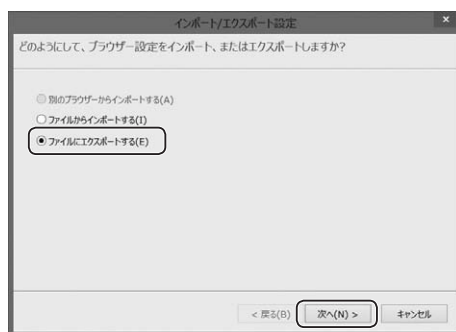 インポート/エクスポート設定
×
どのようにして、ブラウザー設定をインポート、またはエクスポートしますか?
別のブラウザーからインポートする(A)
ファイルからインポートする(I)
ファイルにエクスポートする(E)
< 戻る(B) 次へ(N) > キャンセル